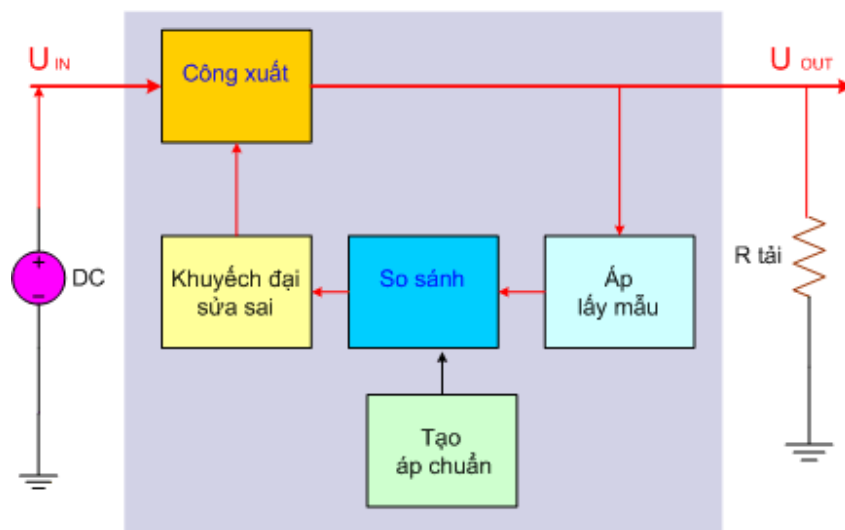 U IN
Công xuất
U OUT
DC
Khuyếch đại
sửa sai
So sánh
Áp
lấy mẫu
R tải
Tạo
áp chuẩn